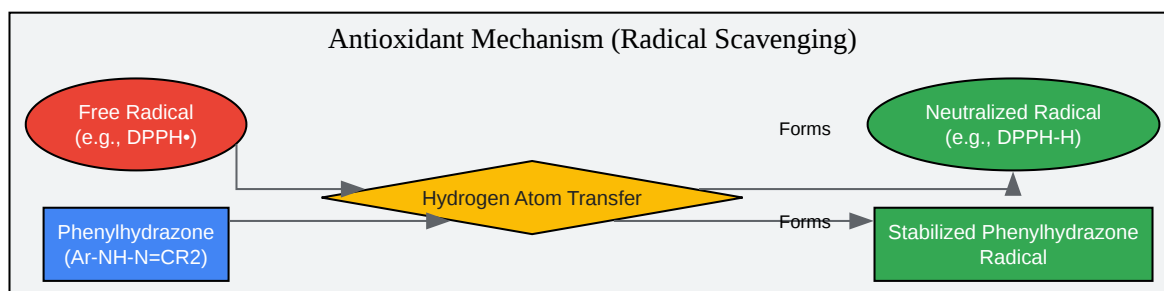 Antioxidant Mechanism (Radical Scavenging)
Free Radical
(e.g., DPPH•)
Forms
Neutralized Radical
(e.g., DPPH-H)
Hydrogen Atom Transfer
Phenylhydrazone
(Ar-NH-N=CR2)
Forms
Stabilized Phenylhydrazone
Radical